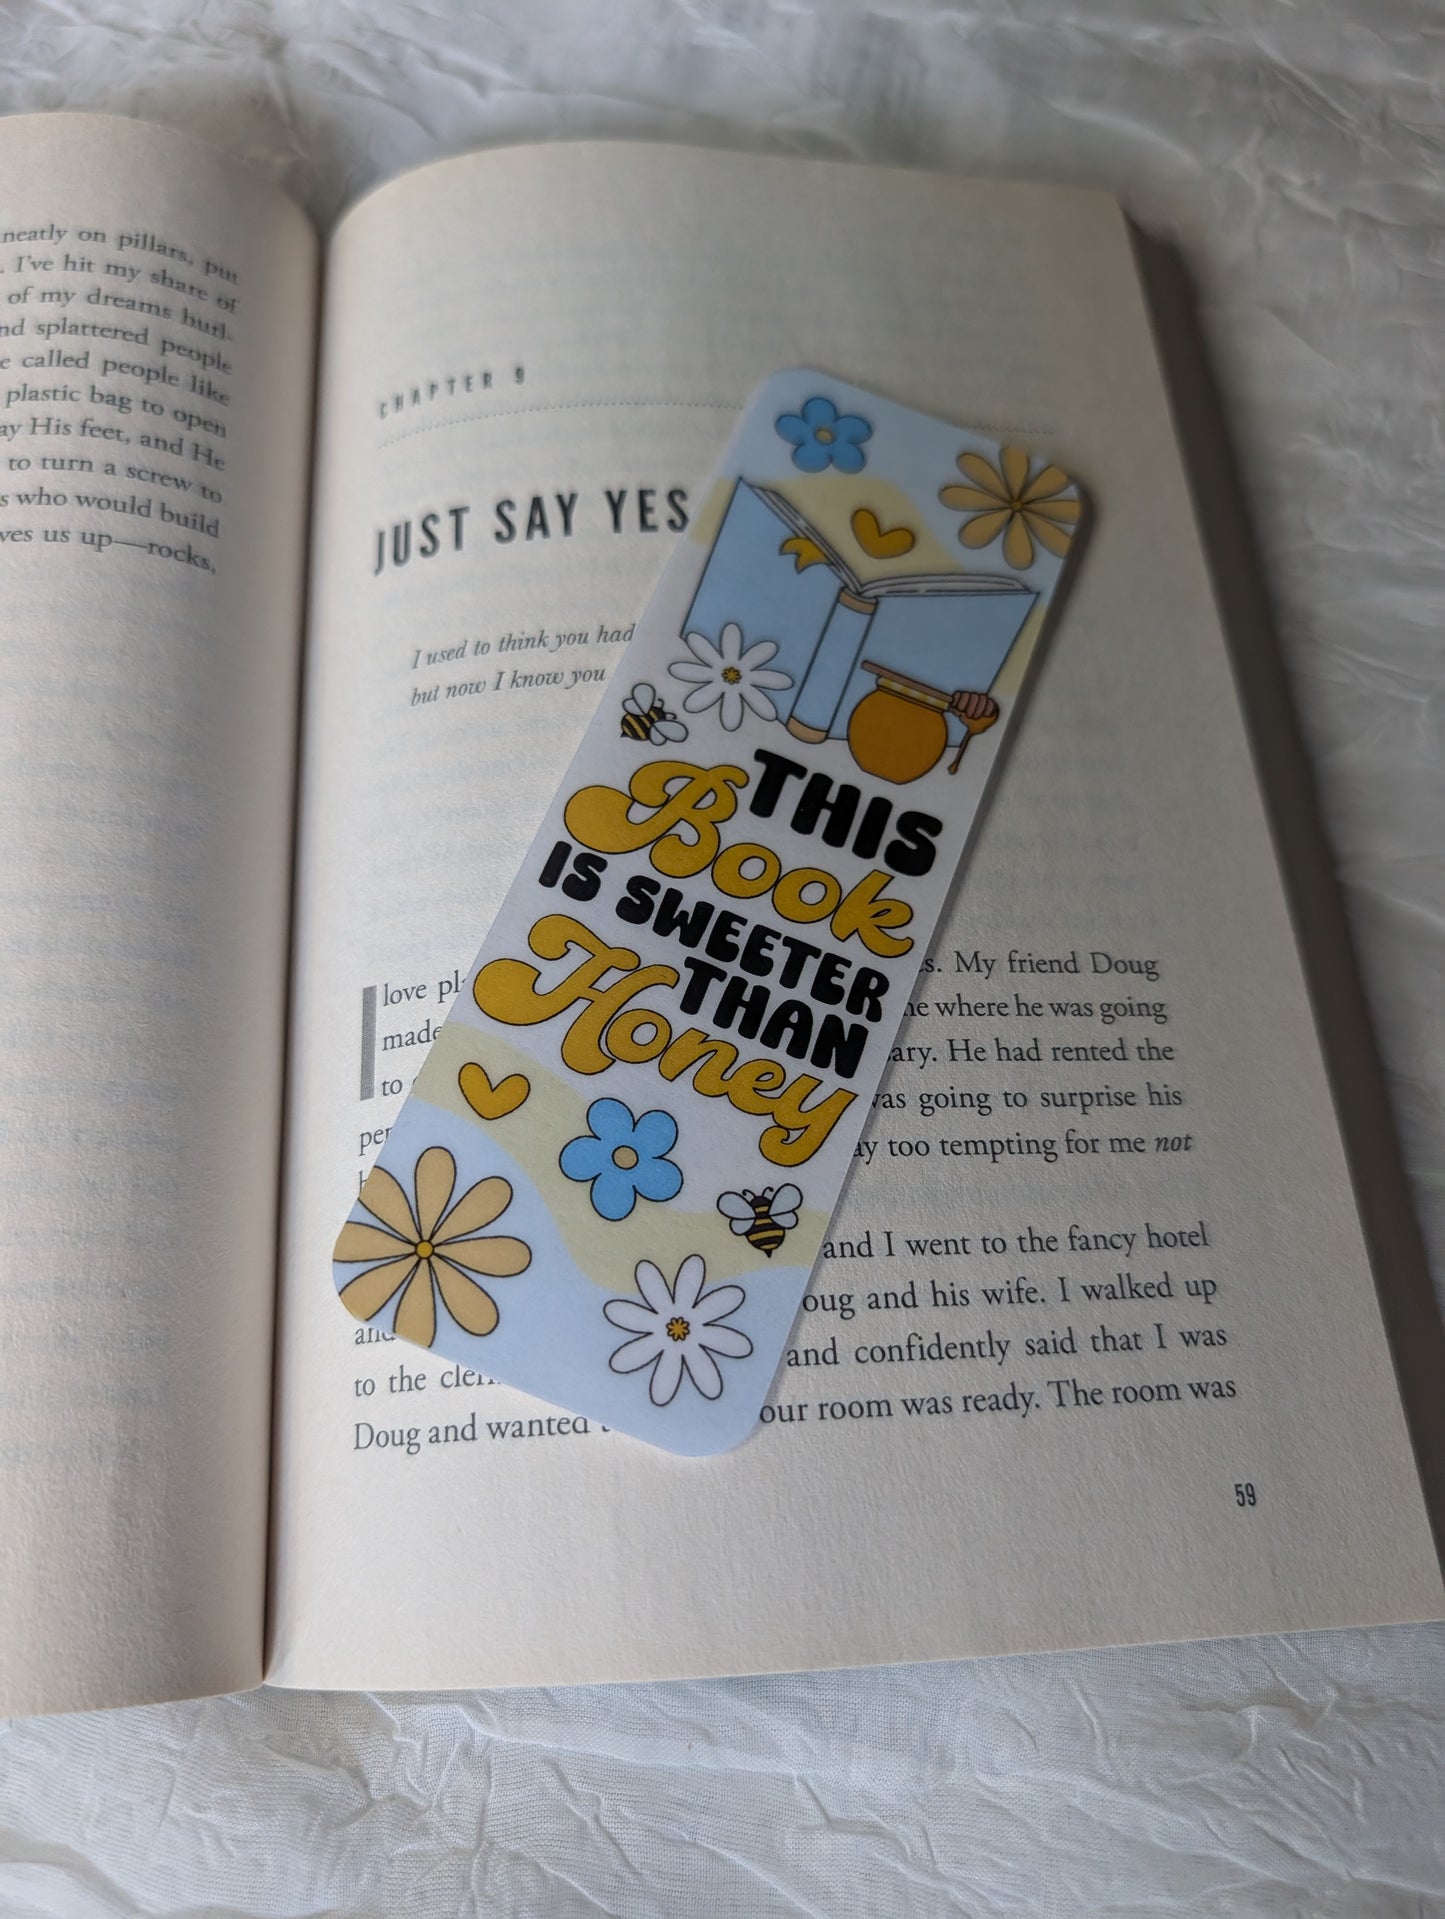 neatly on pillars, put
. I've hit my share of
of my dreams hurl-
nd splattered people
e called people like
plastic bag to open
ay His feet, and He
to turn a screw to
s who would build
ves us up—rocks,
CHAPTER 9
JUST SAY YES
I used to think you had
but now I know you
THIS
Book
IS SWEETER
THAN
Honey
love pl
s. My friend Doug
made
he where he was going
to
ary. He had rented the
per
was going to surprise his
ay too tempting for me not
and I went to the fancy hotel
oug and his wife. I walked up
and
and confidently said that I was
to the cler
our room was ready. The room was
Doug and wanted
59